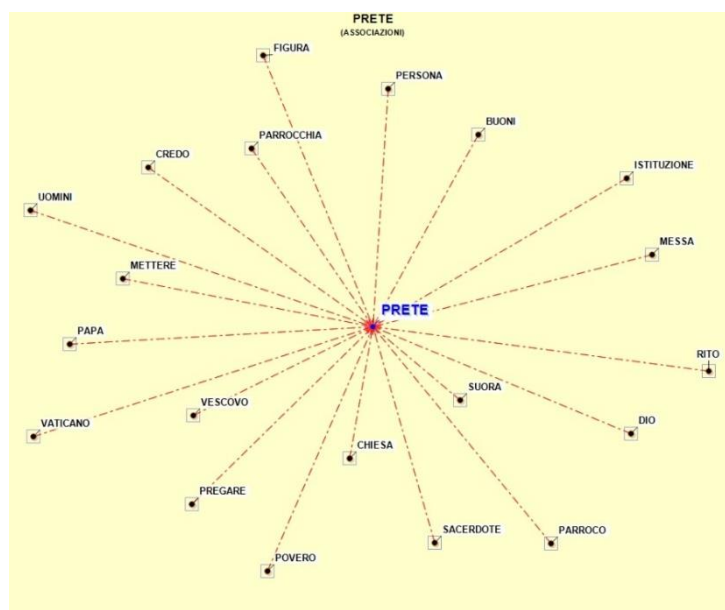 PRETE
(ASSOCIAZIONI)
FIGURA
PERSONA
BUONI
PARROCCHIA
CREDO
ISTITUZIONE
UOMINI
MESSA
METTERE
PRETE
PAPA
RITO
SUORA
VESCOVO
DIO
VATICANO
CHIESA
PREGARE
SACERDOTE
PARROCO
POVERO